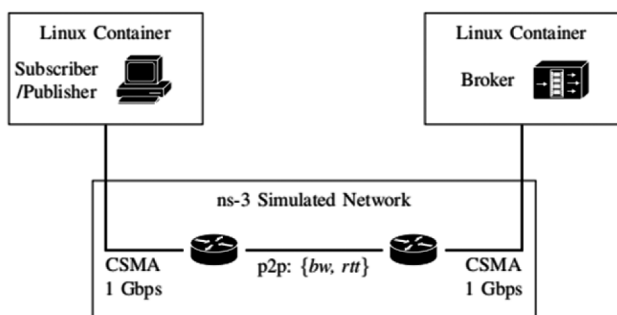 Linux Container
Subscriber
/Publisher
Linux Container
Broker
ns-3 Simulated Network
CSMA
1 Gbps
p2p: {bw, rtt}
CSMA
1 Gbps